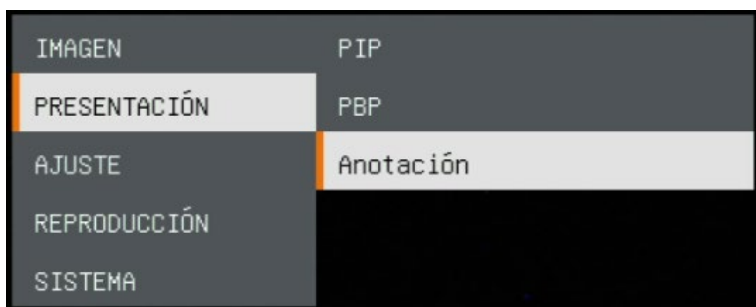 IMAGEN
PRESENTACIÓN
AJUSTE
REPRODUCCIÓN
SISTEMA
PIP
PBP
Anotación